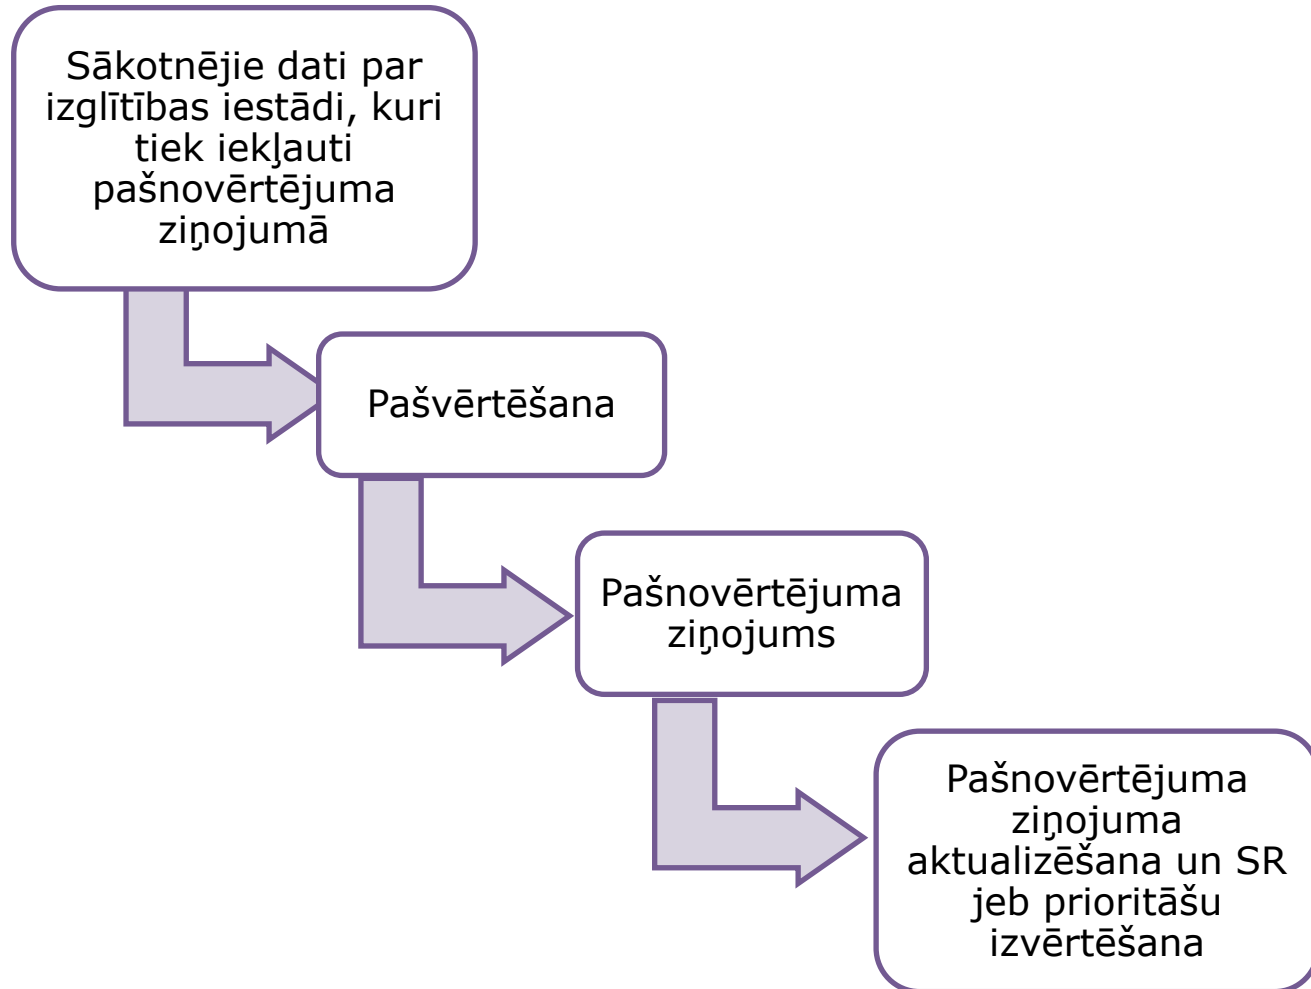 Sākotnējie dati par
izglītības iestādi, kuri
tiek iekļauti
pašnovērtējuma
ziņojumā
Pašvērtēšana
Pašnovērtējuma
ziņojums
Pašnovērtējuma
ziņojuma
aktualizēšana un SR
jeb prioritāšu
izvērtēšana